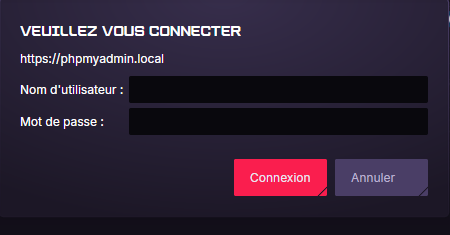 VEUILLEZ VOUS CONNECTER
https://phpmyadmin.local
Nom d'utilisateur :
Mot de passe :
Connexion Annuler